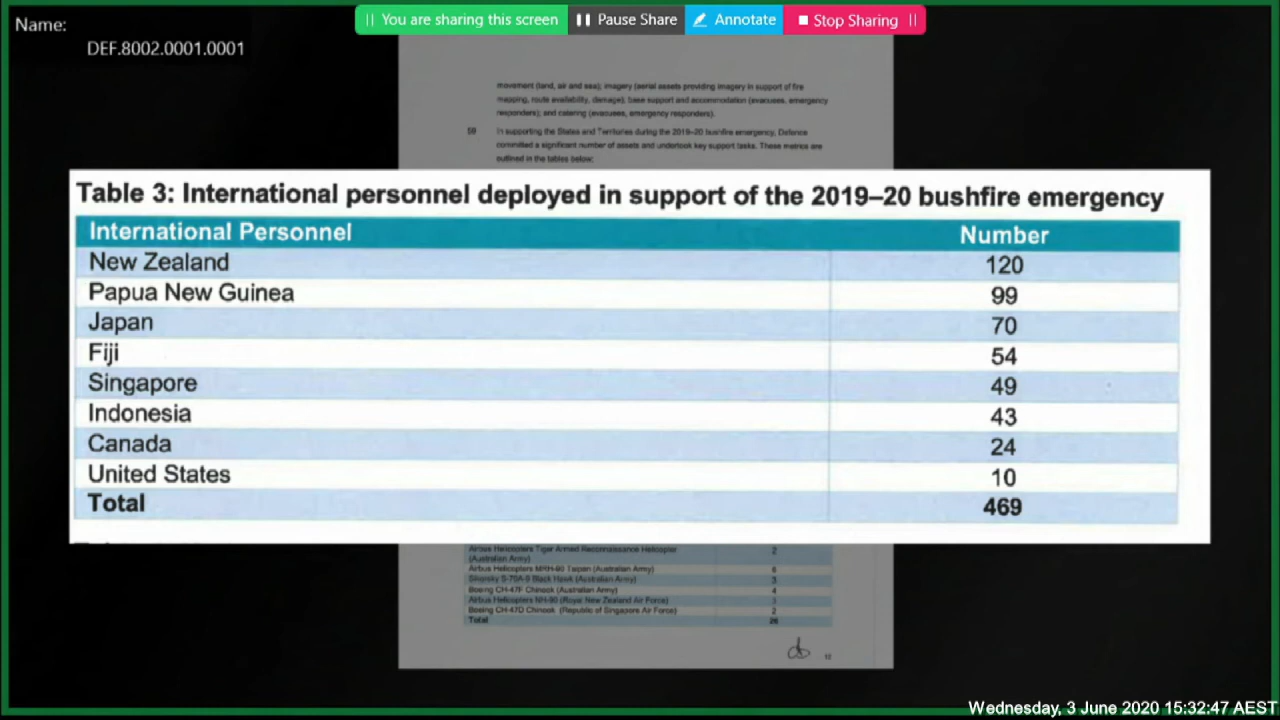 Name:
DEF.8002.0001.0001
You are sharing this screen
Pause Share
Annotate
Stop Sharing
movement (land, air and sea); imagery (aerial assets providing imagery in support of fire
mapping, route availability, damage); base support and accommodation (evacuees, emergency
responders); and catering (evacuees, emergency responders).
59 In supporting the States and Territories during the 2019–20 bushfire emergency, Defence
committed a significant number of assets and undertook key support tasks. These metrics are
outlined in the tables below:
Table 3: International personnel deployed in support of the 2019–20 bushfire emergency
International Personnel Number
New Zealand 120
Papua New Guinea 99
Japan 70
Fiji 54
Singapore 49
Indonesia 43
Canada 24
United States 10
Total 469
Airbus Helicopters Tiger Armed Reconnaissance Helicopter 2
(Australian Army)
Airbus Helicopters MRH-90 Taipan (Australian Army) 6
Sikorsky S-70A-9 Black Hawk (Australian Army) 3
Boeing CH-47F Chinook (Australian Army) 4
Airbus Helicopters NH-90 (Royal New Zealand Air Force) 3
Boeing CH-47D Chinook (Republic of Singapore Air Force) 2
Total
12
Wednesday, 3 June 2020 15:32:47 AEST